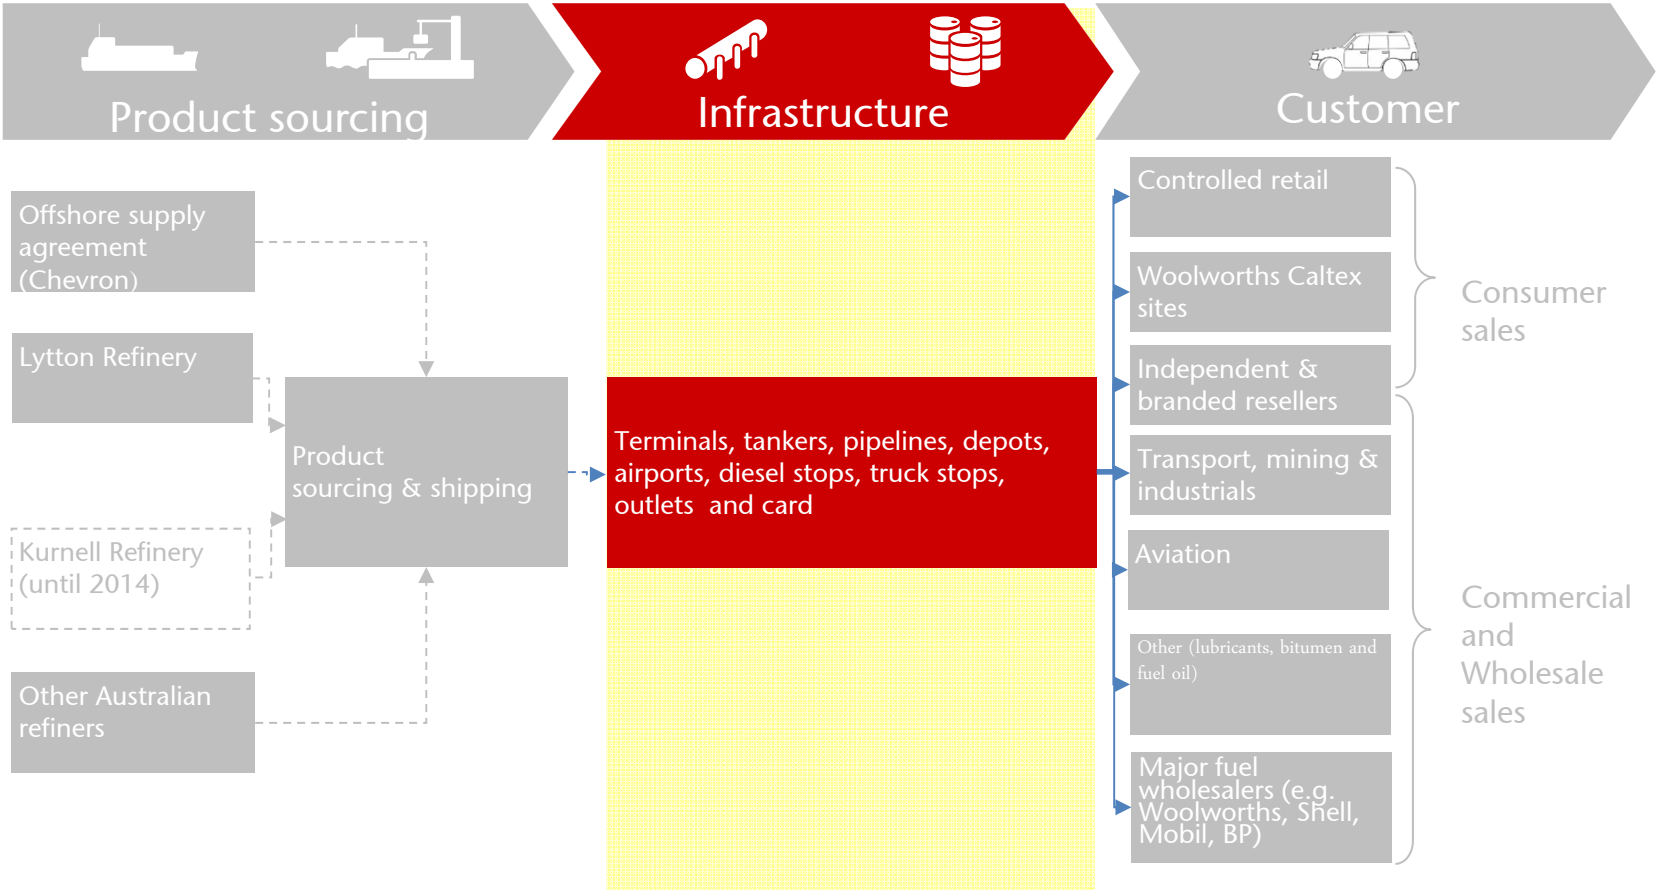 Product sourcing
Infrastructure
Customer
Offshore supply
agreement
(Chevron)
Lytton Refinery
Kurnell Refinery
(until 2014)
Other Australian
refiners
Product
sourcing & shipping
Terminals, tankers, pipelines, depots,
airports, diesel stops, truck stops,
outlets and card
Controlled retail
Woolworths Caltex
sites
Independent &
branded resellers
Transport, mining &
industrials
Aviation
Other (lubricants, bitumen and
fuel oil)
Major fuel
wholesalers (e.g.
Woolworths, Shell,
Mobil, BP)
Consumer
sales
Commercial
and
Wholesale
sales